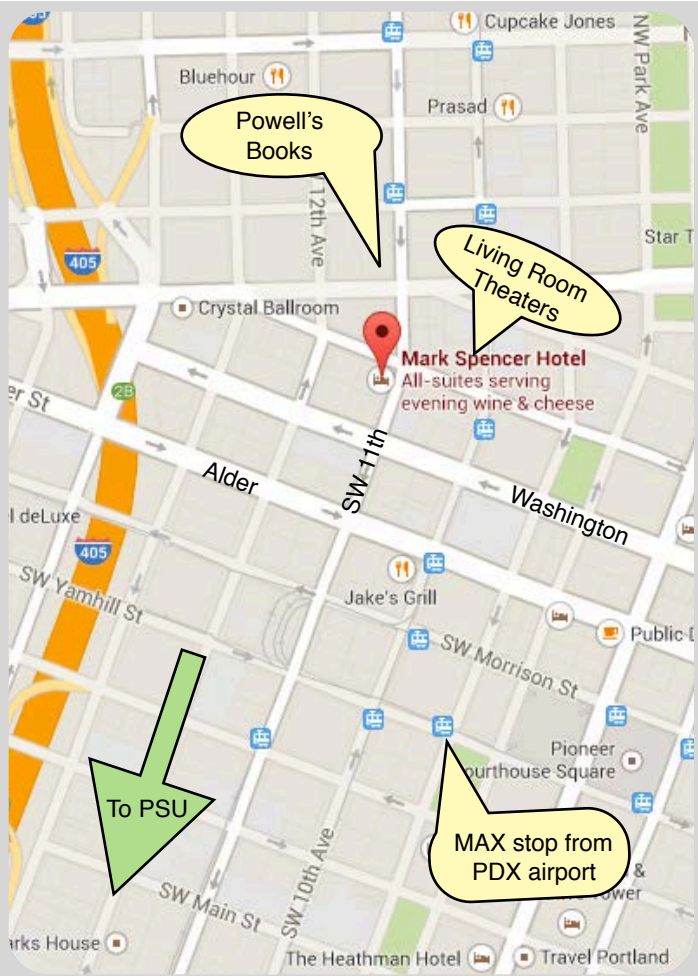 405
Cupcake Jones
Bluehour
NW Park Ave
Prasad
Powell's
Books
12th Ave
Living Room
Theaters
Star T
405
Crystal Ballroom
Mark Spencer Hotel
All-suites serving
evening wine & cheese
2B
er St
SW 11th
Alder
Washington
l deLuxe
405
Jake's Grill
SW Yamhill St
Public D
SW Morrison St
Pioneer
ourthouse Square
To PSU
MAX stop from
PDX airport
&
ower
SW 10th Ave
SW Main St
arks House
The Heathman Hotel
Travel Portland